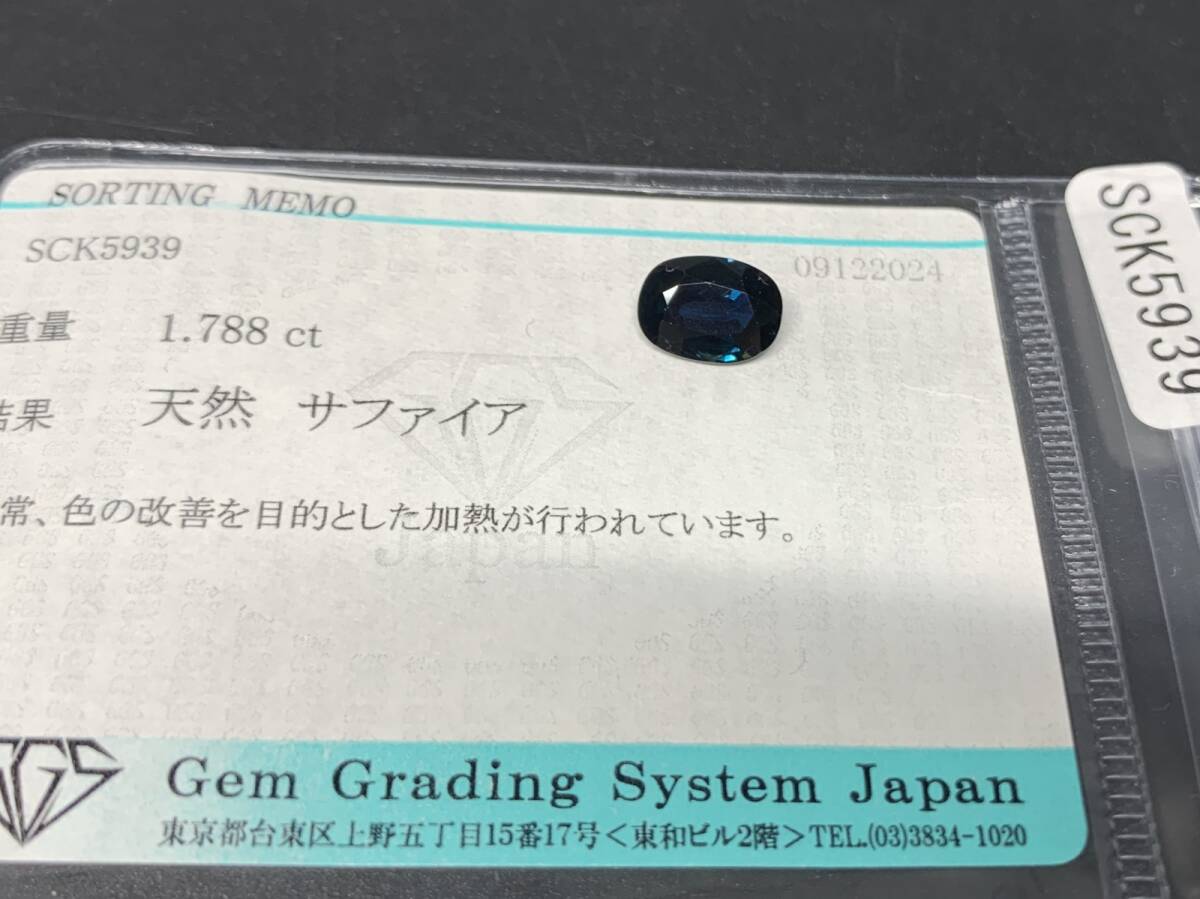 SORTING MEMO
SCK5939
09122024
重量 1.788 ct
結果 天然 サファイア
常、色の改善を目的とした加熱が行われています。
Japan
GGS
Gem Grading System Japan
東京都台東区上野五丁目15番17号<東和ビル2階>TEL.(03)3834-1020
SCK5939